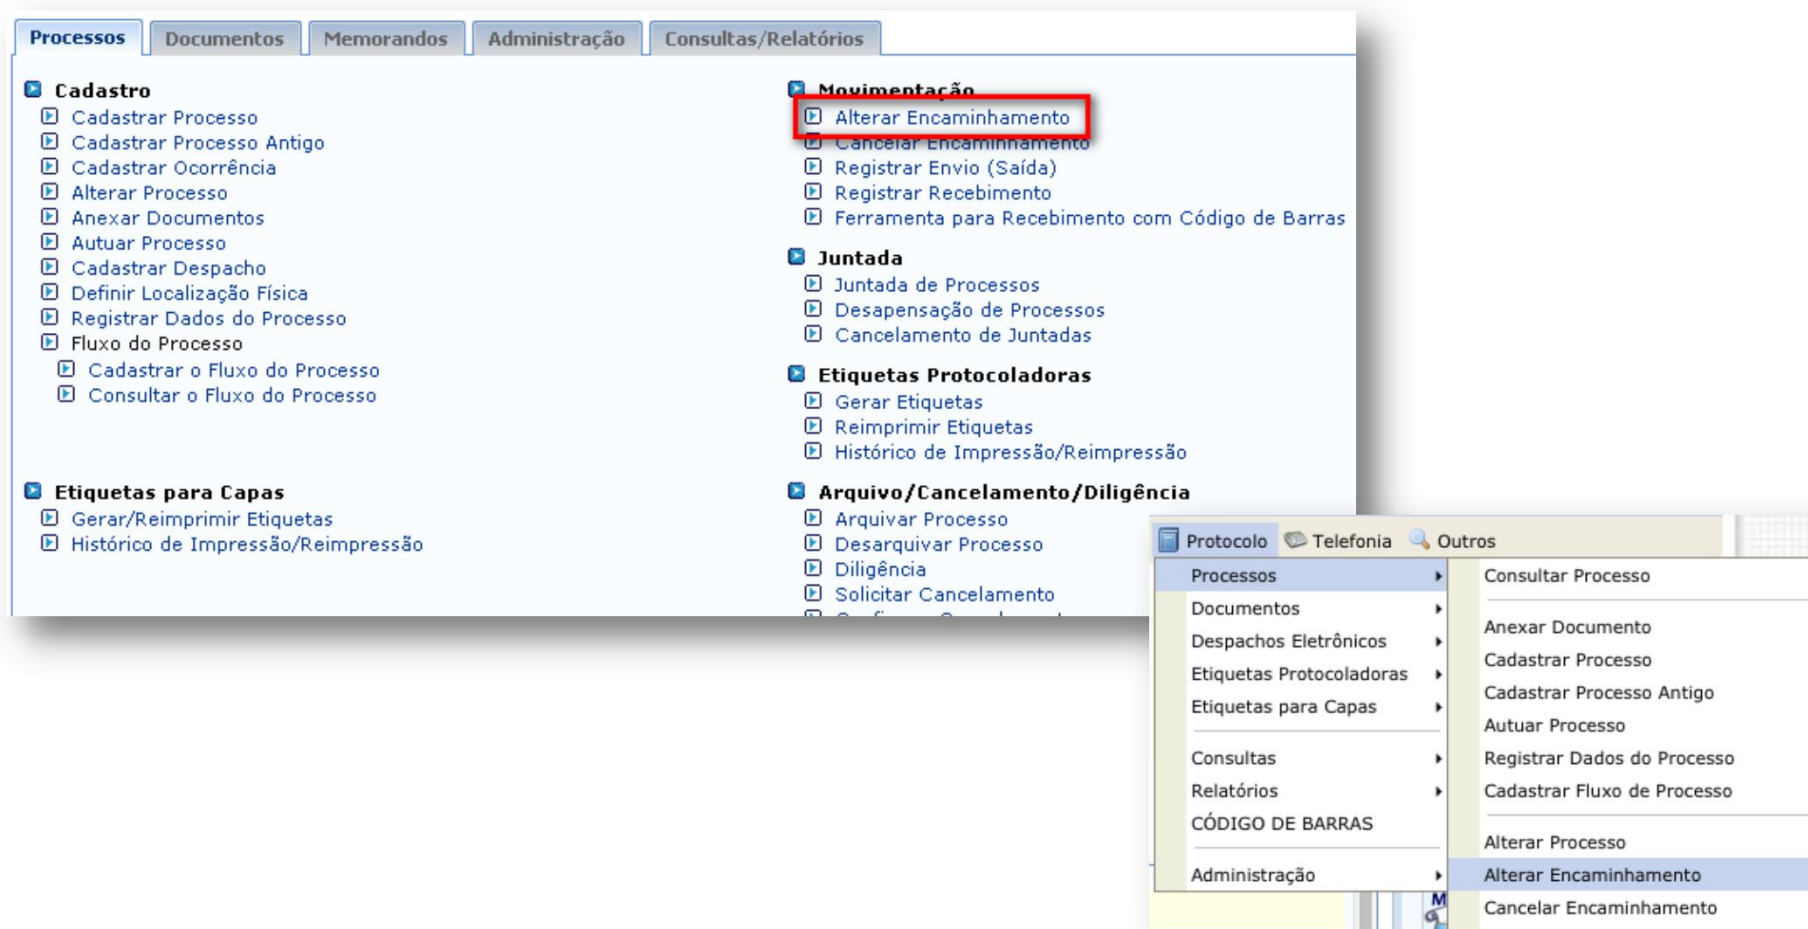 Processos Documentos Memorandos Administração Consultas/Relatórios
Cadastro
Cadastrar Processo
Cadastrar Processo Antigo
Cadastrar Ocorrência
Alterar Processo
Anexar Documentos
Autuar Processo
Cadastrar Despacho
Definir Localização Física
Registrar Dados do Processo
Fluxo do Processo
Cadastrar o Fluxo do Processo
Consultar o Fluxo do Processo
Etiquetas para Capas
Gerar/Reimprimir Etiquetas
Histórico de Impressão/Reimpressão
Movimentação
Alterar Encaminhamento
Cancelar Encaminhamento
Registrar Envio (Saída)
Registrar Recebimento
Ferramenta para Recebimento com Código de Barras
Juntada
Juntada de Processos
Desapensação de Processos
Cancelamento de Juntadas
Etiquetas Protocoladoras
Gerar Etiquetas
Reimprimir Etiquetas
Histórico de Impressão/Reimpressão
Arquivo/Cancelamento/Diligência
Arquivar Processo
Desarquivar Processo
Diligência
Solicitar Cancelamento
Protocolo Telefonia Outros
Processos
Documentos
Despachos Eletrônicos
Etiquetas Protocoladoras
Etiquetas para Capas
Consultas
Relatórios
CÓDIGO DE BARRAS
Administração
Consultar Processo
Anexar Documento
Cadastrar Processo
Cadastrar Processo Antigo
Autuar Processo
Registrar Dados do Processo
Cadastrar Fluxo de Processo
Alterar Processo
Alterar Encaminhamento
Cancelar Encaminhamento
M